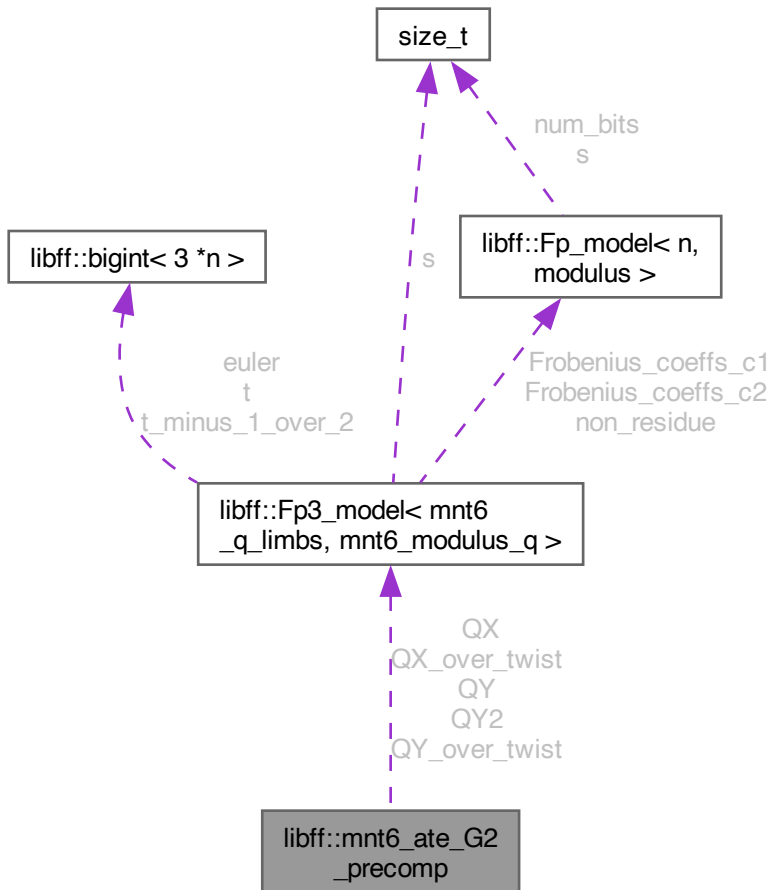 size_t
num_bits
s
libff::bigint< 3 *n >
s
libff::Fp_model< n,
modulus >
euler
t
t_minus_1_over_2
Frobenius_coeffs_c1
Frobenius_coeffs_c2
non_residue
libff::Fp3_model< mnt6
_q_limbs, mnt6_modulus_q >
QX
QX_over_twist
QY
QY2
QY_over_twist
libff::mnt6_ate_G2
_precomp